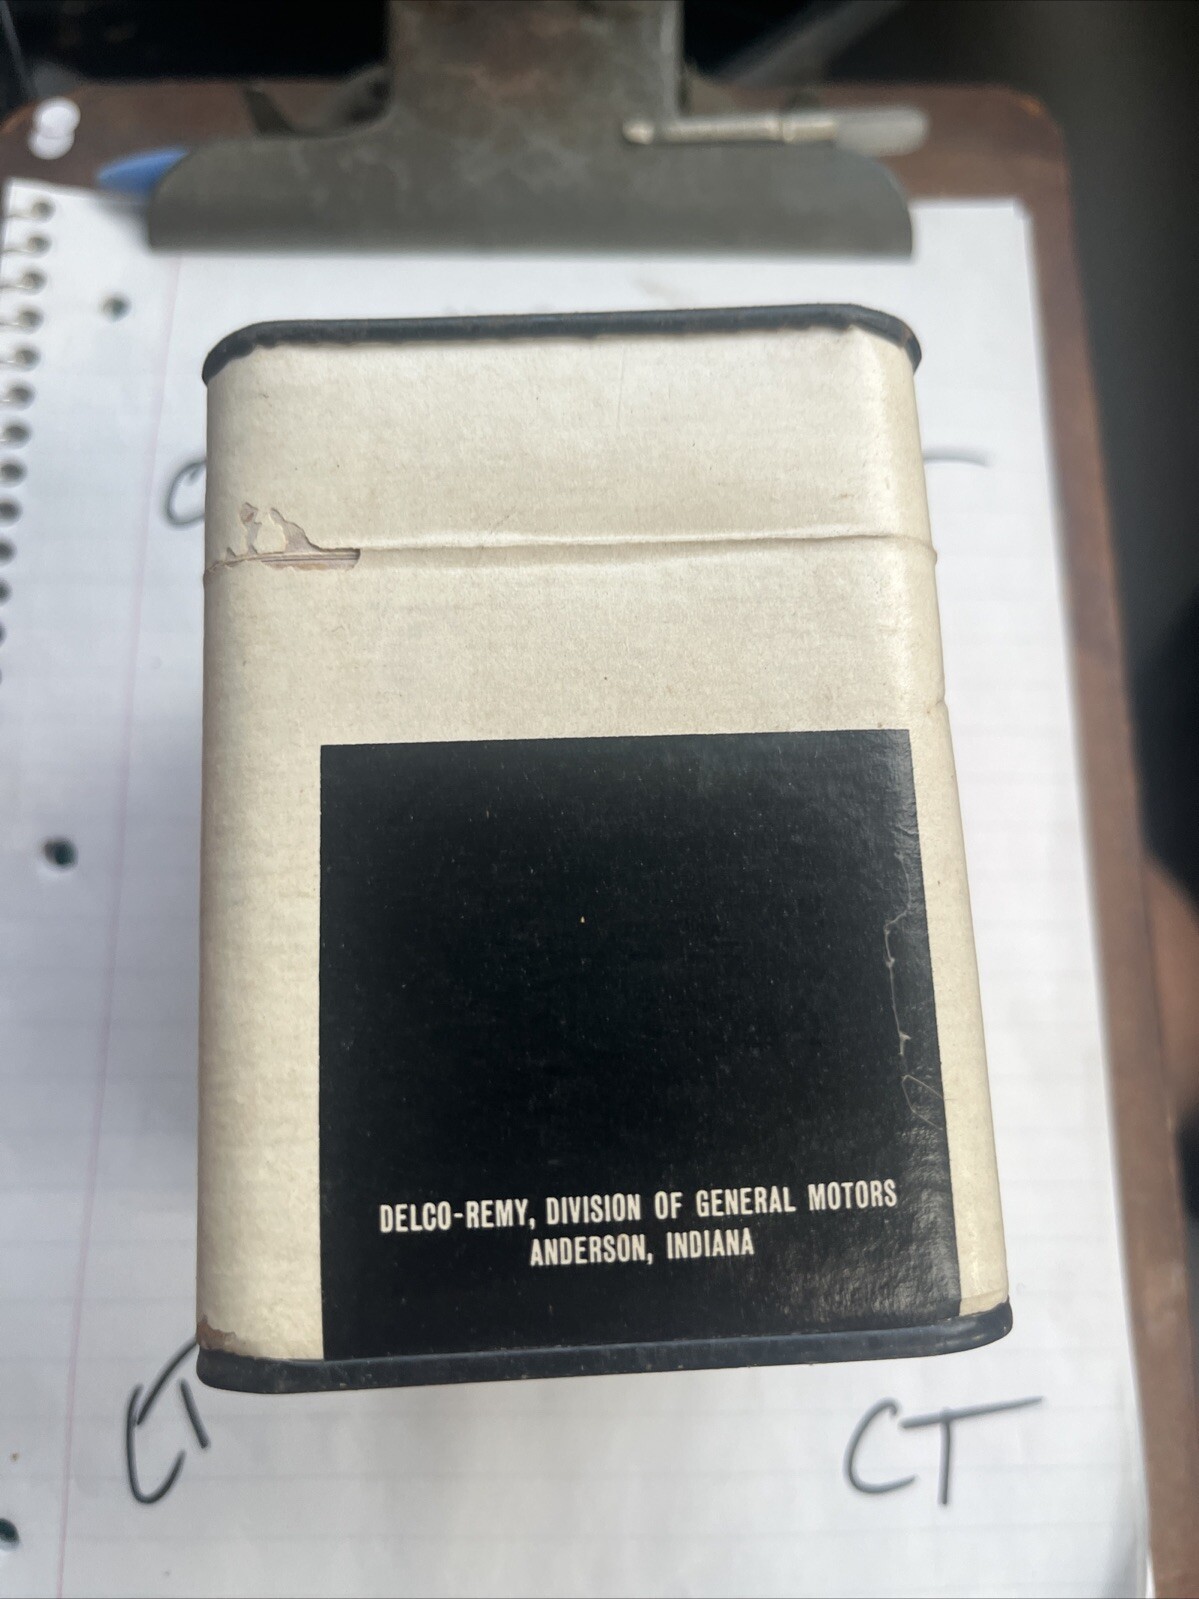 DELCO-REMY, DIVISION OF GENERAL MOTORS
ANDERSON, INDIANA
CT
CT